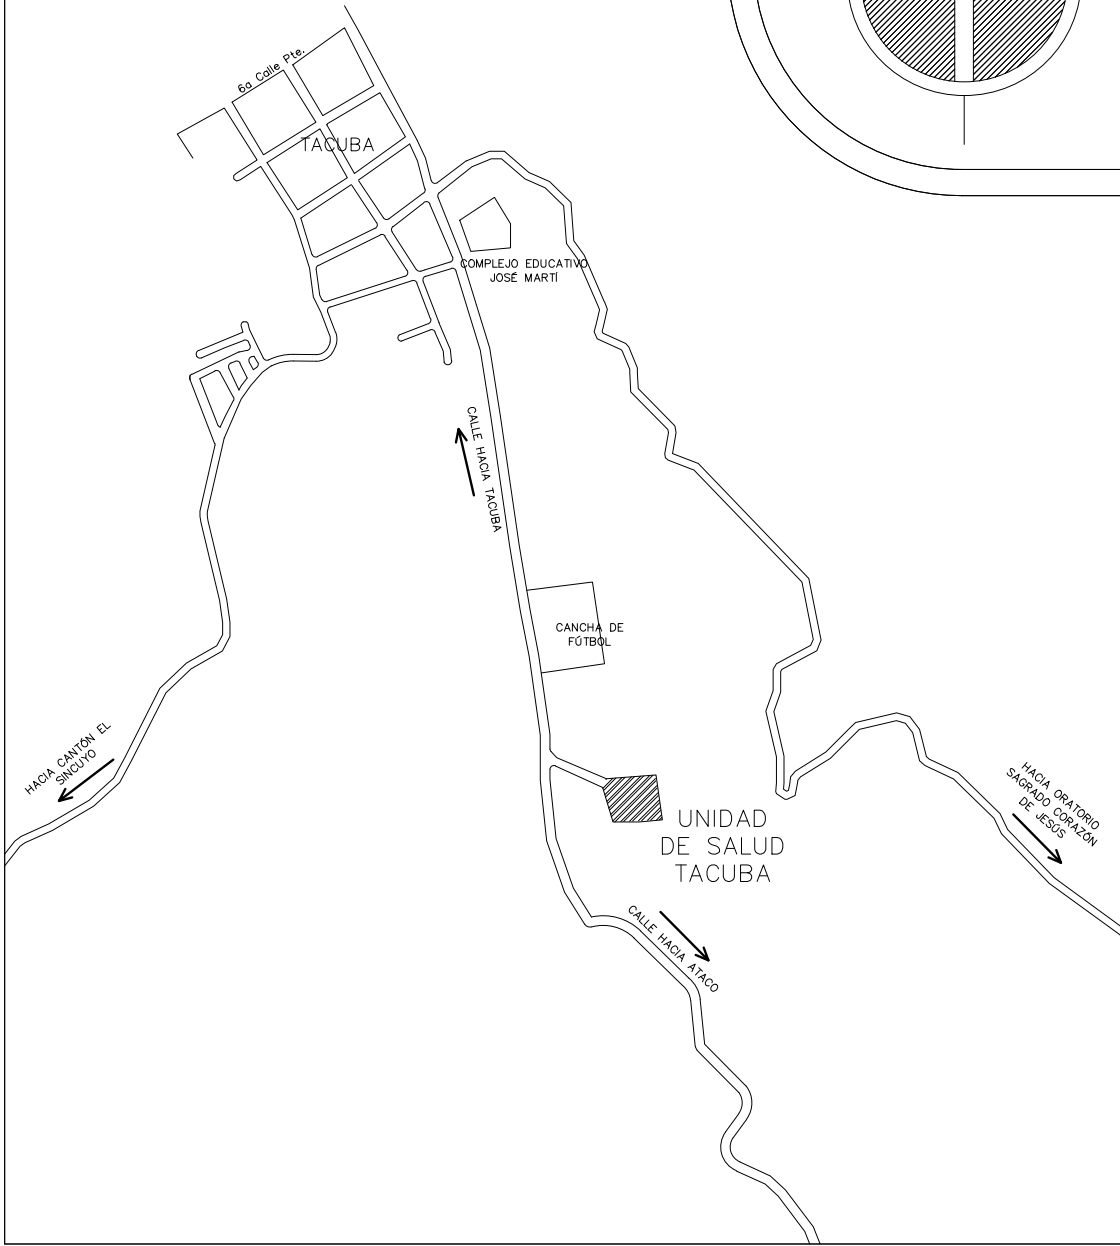 6a Calle Pte.
TACUBA
COMPLEJO EDUCATIVO
JOSÉ MARTÍ
CALLE HACIA TACUBA
CANCHA DE
FÚTBOL
HACIA CANTÓN EL
SINCUYO
HACIA ORATORIO
SAGRADO CORAZÓN
DE JESÚS
UNIDAD
DE SALUD
TACUBA
CALLE HACIA ATACO